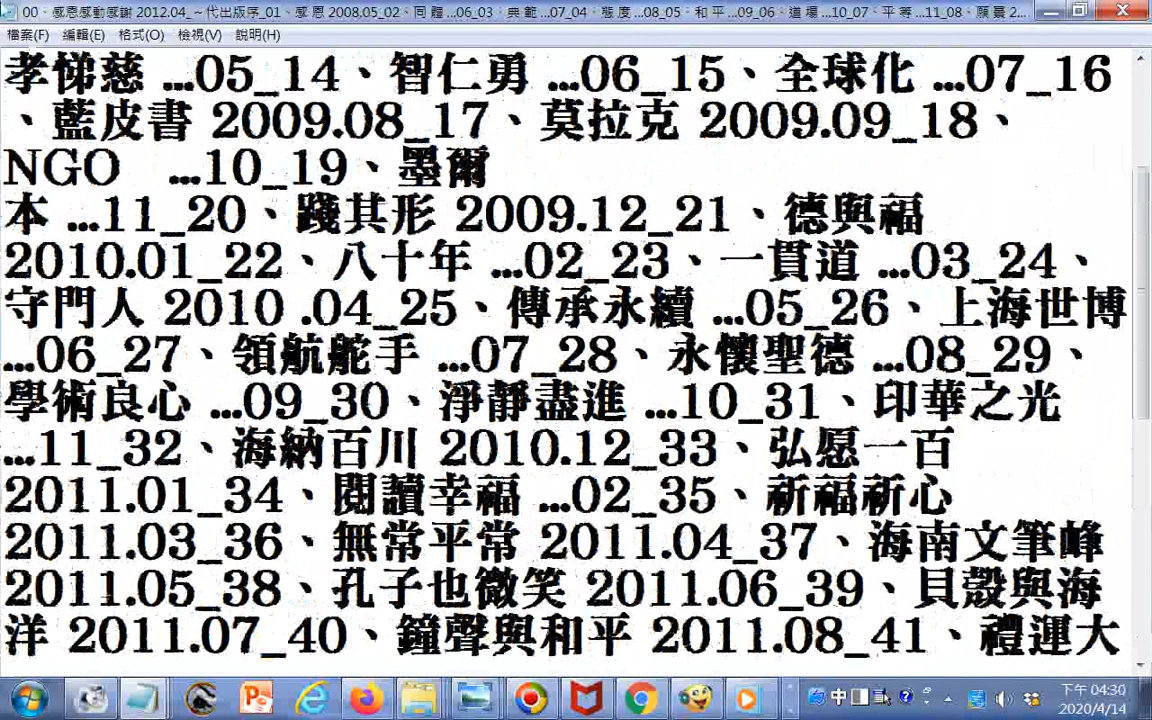 00、感恩感動感謝 2012.04_～代出版序_01、感 恩 2008.05_02、同 體 ...06_03、典 範 ...07_04、態 度 ...08_05、和 平 ...09_06、道 場 ...10_07、平 等 ...11_08、願 景 2...
檔案(F) 編輯(E) 格式(O) 檢視(V) 說明(H)
孝悌慈 ...05_14、智仁勇 ...06_15、全球化 ...07_16
、藍皮書 2009.08_17、莫拉克 2009.09_18、
NGO ...10_19、墨爾
本 ...11_20、踐其形 2009.12_21、德與福
2010.01_22、八十年 ...02_23、一貫道 ...03_24、
守門人 2010 .04_25、傳承永續 ...05_26、上海世博
...06_27、領航舵手 ...07_28、永懷聖德 ...08_29、
學術良心 ...09_30、淨靜盡進 ...10_31、印華之光
...11_32、海納百川 2010.12_33、弘愿一百
2011.01_34、閱讀幸福 ...02_35、祈福祈心
2011.03_36、無常平常 2011.04_37、海南文筆峰
2011.05_38、孔子也微笑 2011.06_39、貝殼與海
洋 2011.07_40、鐘聲與和平 2011.08_41、禮運大
中
下午 04:30
2020/4/14